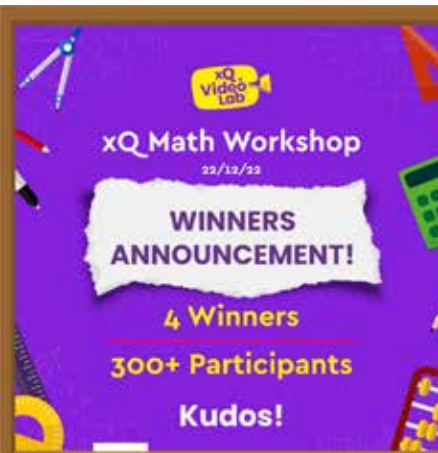 xQ
Video
Lab
xQ Math Workshop
22/12/22
WINNERS
ANNOUNCEMENT!
4 Winners
300+ Participants
Kudos!